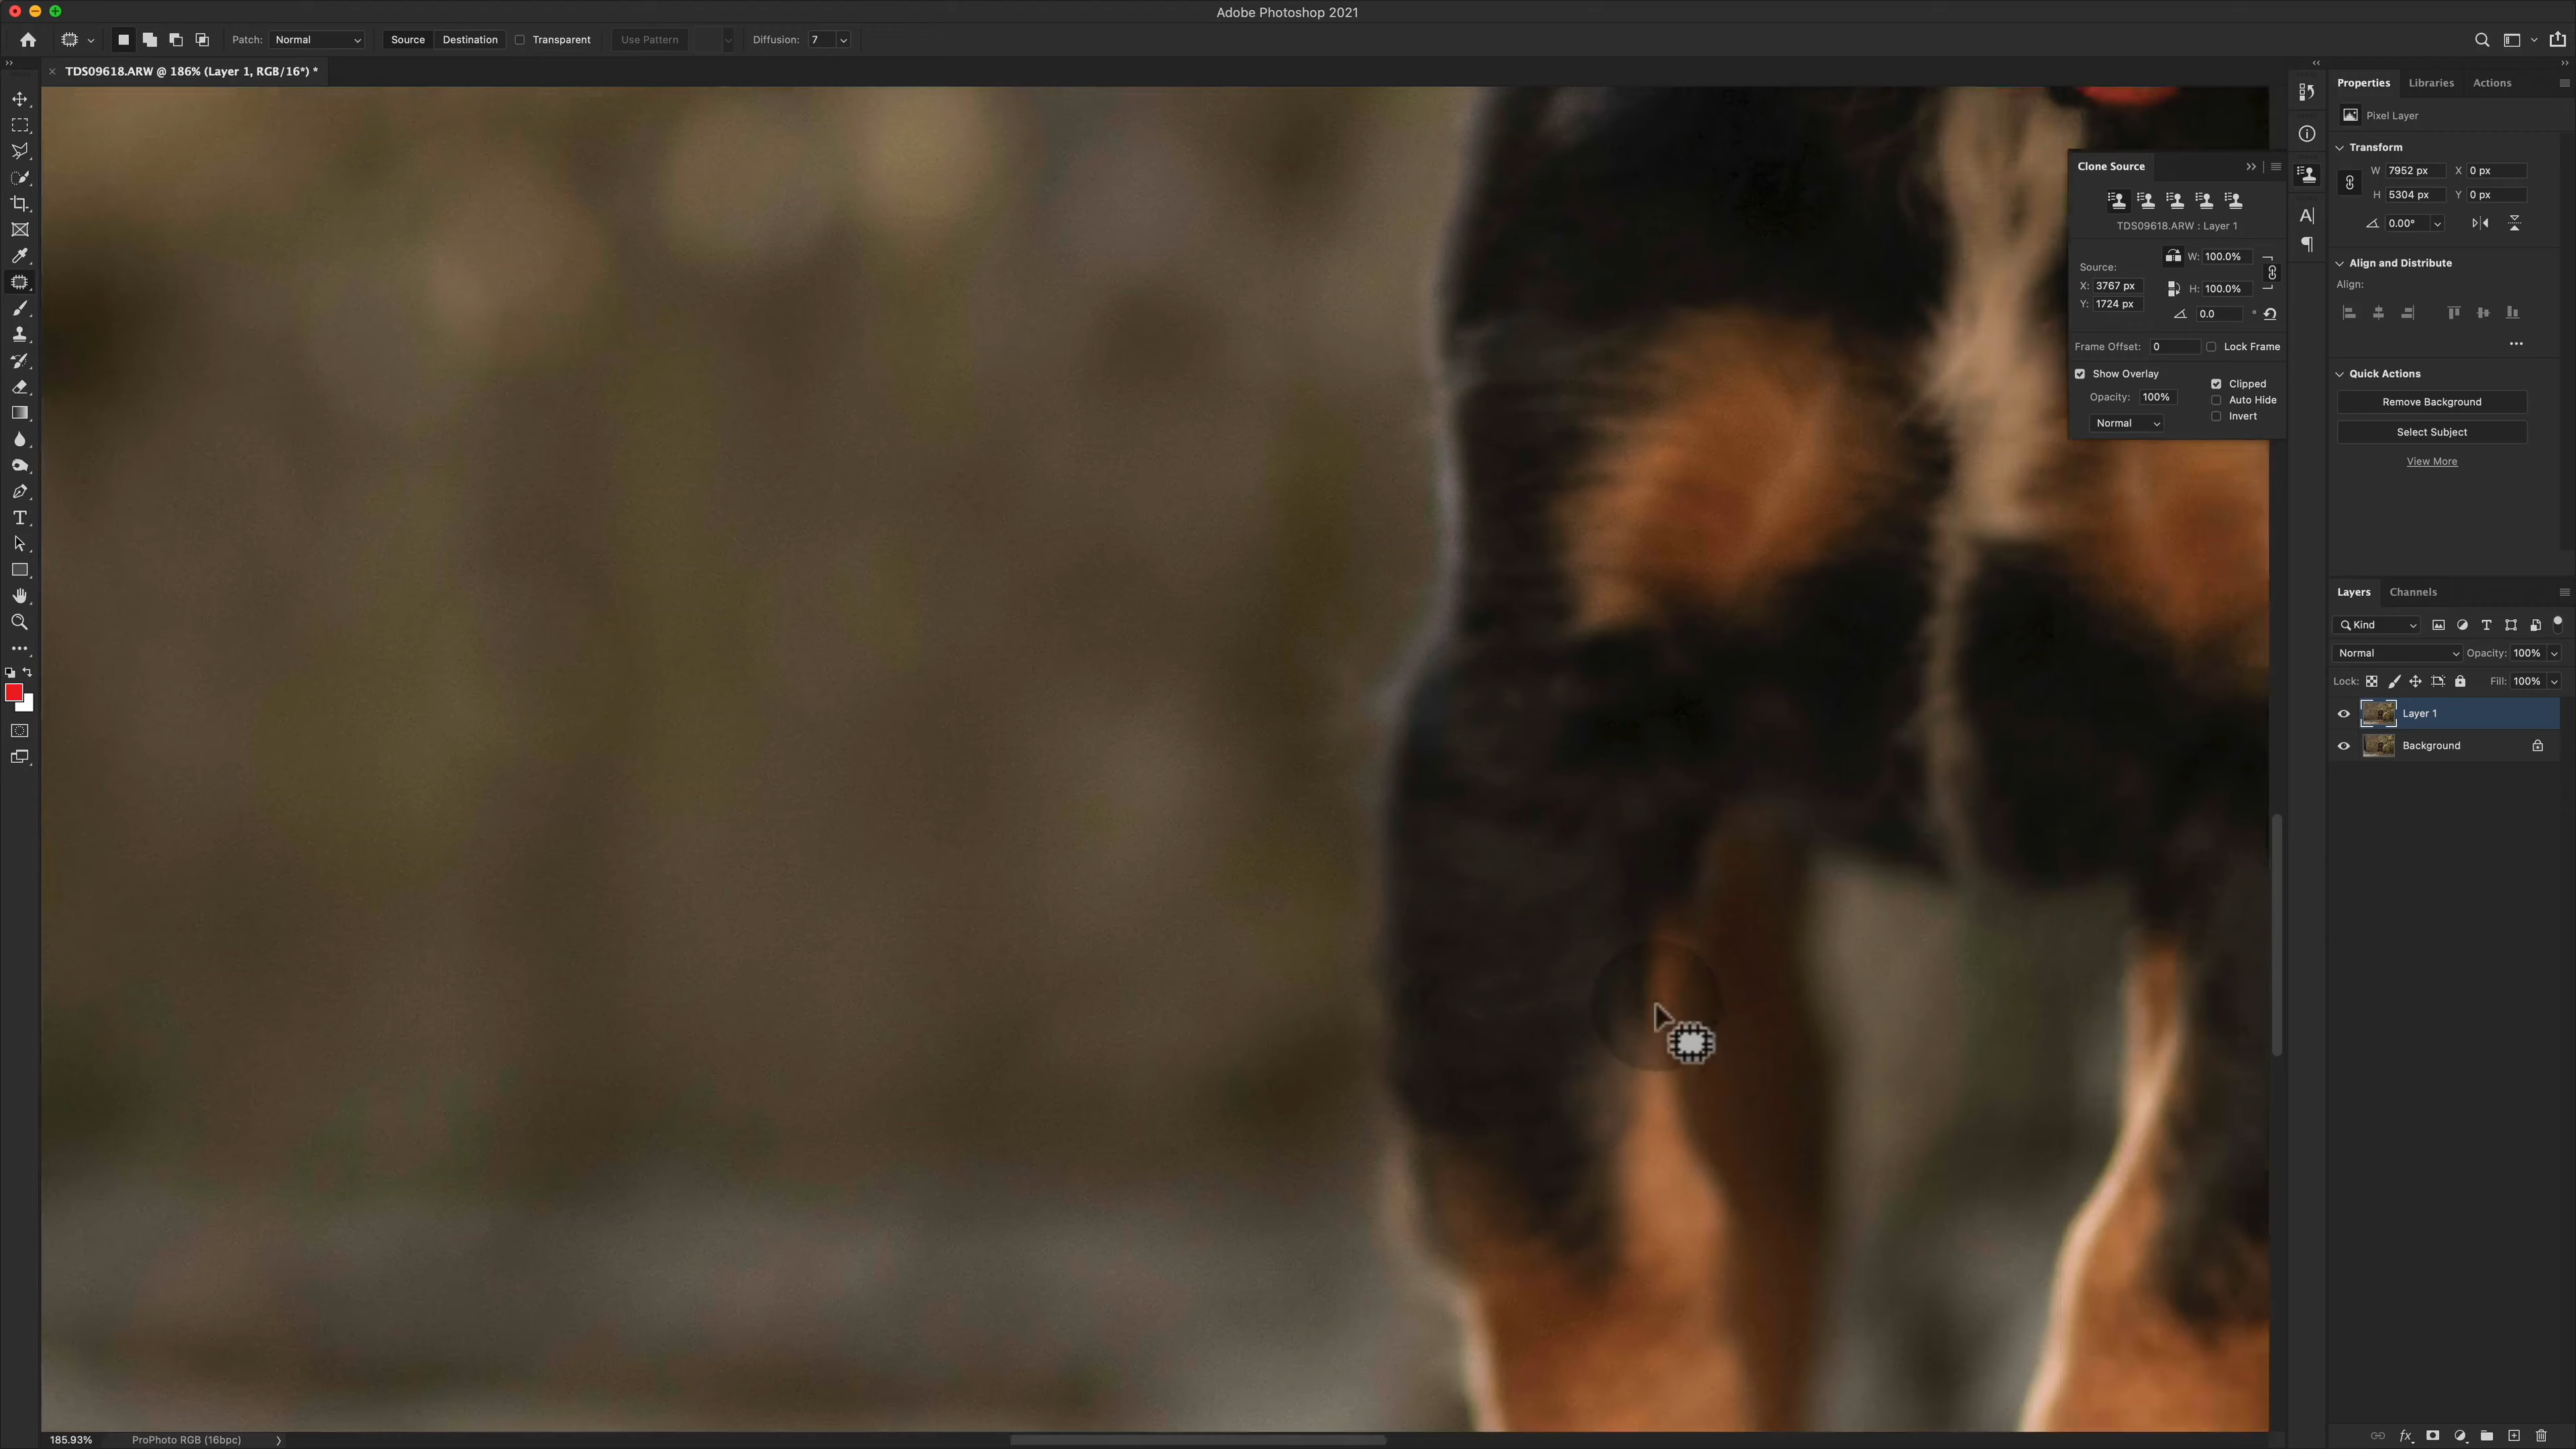 Adobe Photoshop 2021
Patch: Normal Source Destination Transparent Use Pattern Diffusion: 7
TDS09618.ARW @ 186% (Layer 1, RGB/16*) *
Clone Source
TDS09618.ARW : Layer 1
Source:
X: 3767 px
Y: 1724 px
W: 100.0%
H: 100.0%
0.0 °
Frame Offset: 0 Lock Frame
Show Overlay
Opacity: 100%
Normal
Clipped
Auto Hide
Invert
Properties Libraries Actions
Pixel Layer
Transform
W 7952 px X 0 px
H 5304 px Y 0 px
0.00°
Align and Distribute
Align:
Quick Actions
Remove Background
Select Subject
View More
Layers Channels
Kind
Normal Opacity: 100%
Lock: Fill: 100%
Layer 1
Background
185.93% ProPhoto RGB (16bpc)